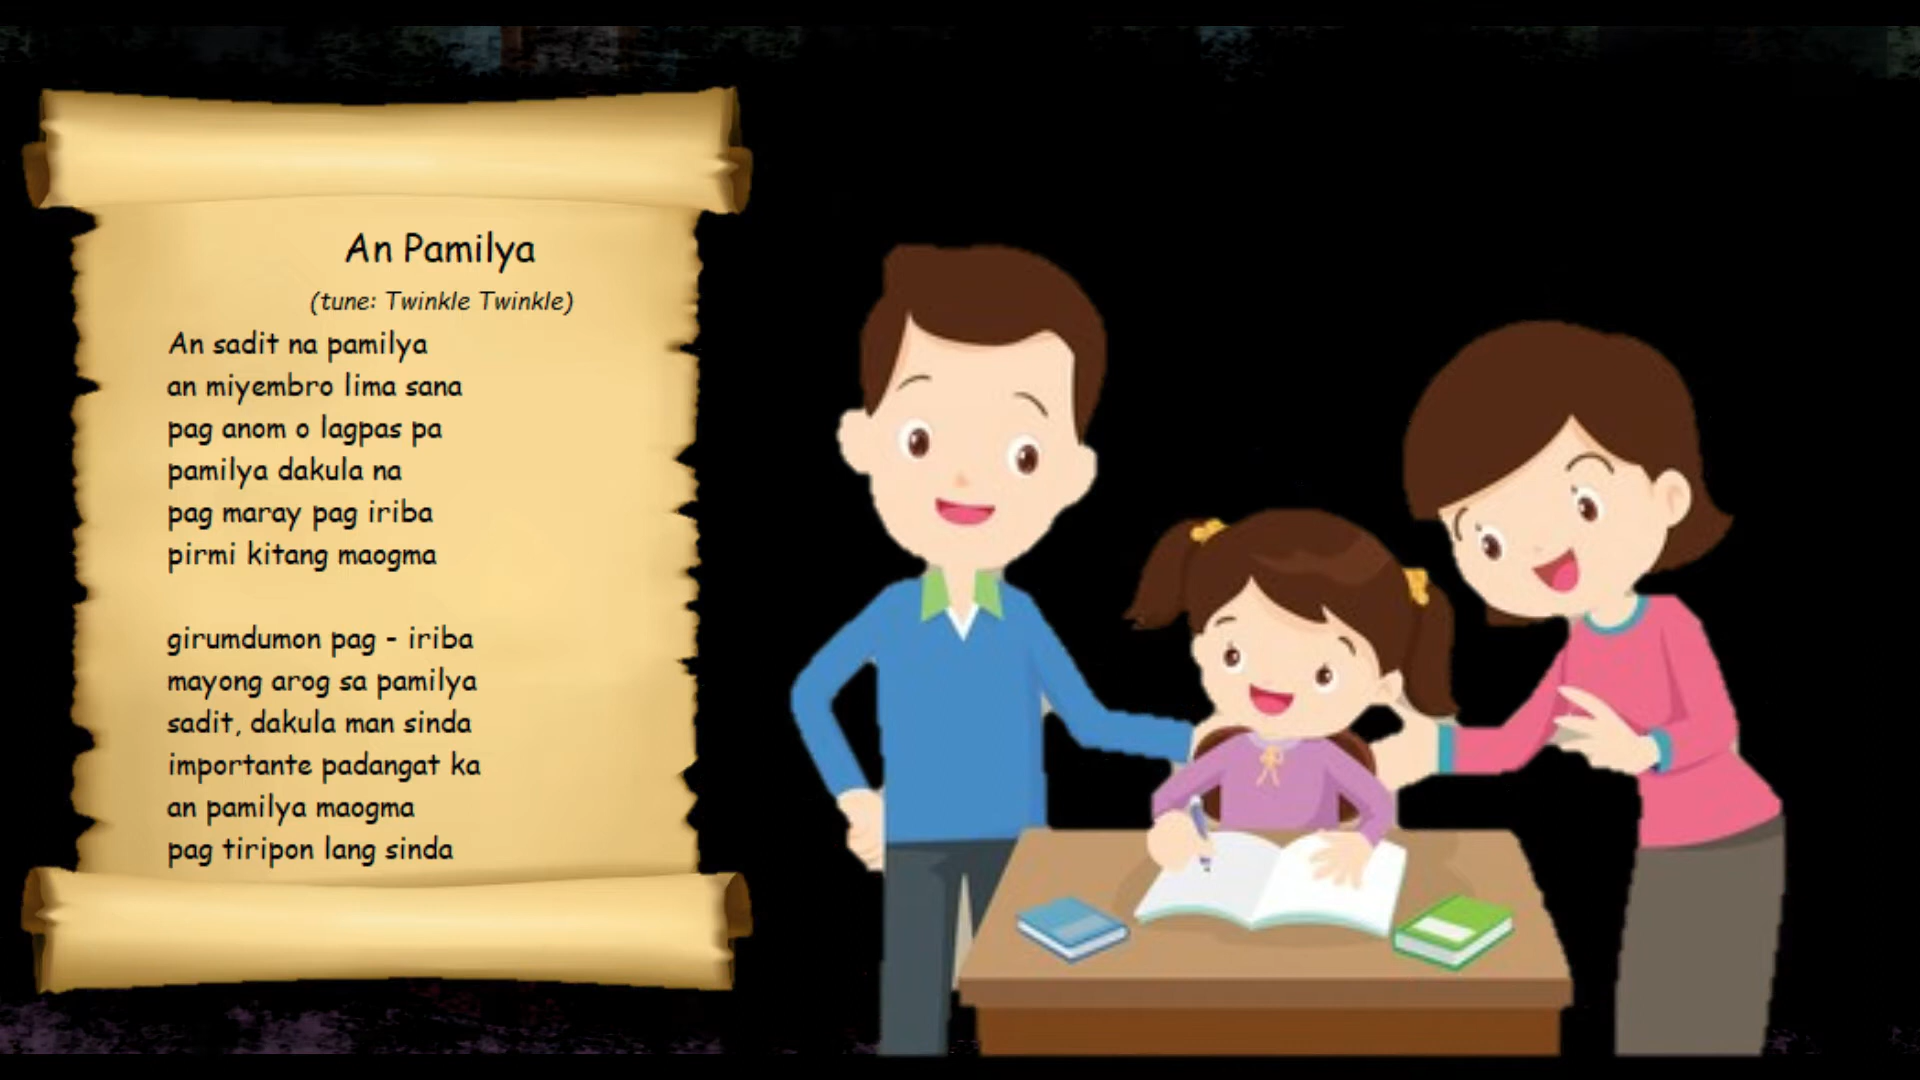 An Pamilya
(tune: Twinkle Twinkle)
An sadit na pamilya
an miyembro lima sana
pag anom o lagpas pa
pamilya dakula na
pag maray pag iriba
pirmi kitang maogma
girumdumon pag - iriba
mayong arog sa pamilya
sadit, dakula man sinda
importante padangat ka
an pamilya maogma
pag tiripon lang sinda